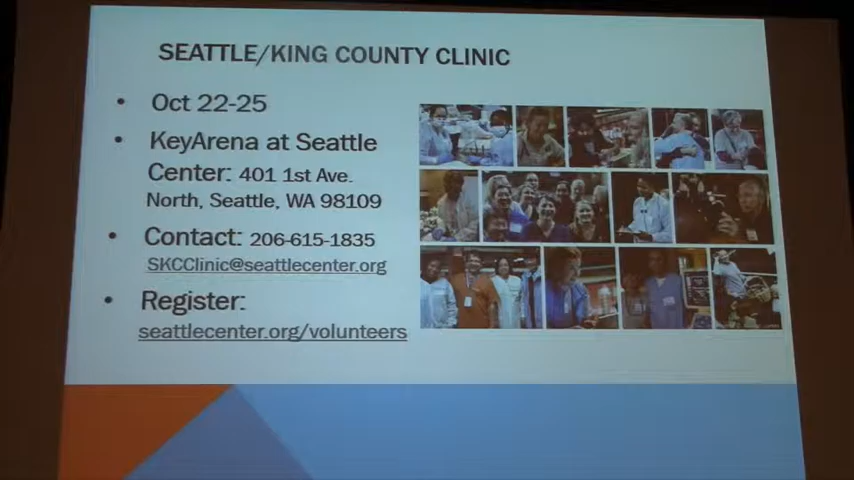 SEATTLE/KING COUNTY CLINIC
• Oct 22-25
• KeyArena at Seattle
Center: 401 1st Ave.
North, Seattle, WA 98109
• Contact: 206-615-1835
SKCClinic@seattlecenter.org
• Register:
seattlecenter.org/volunteers